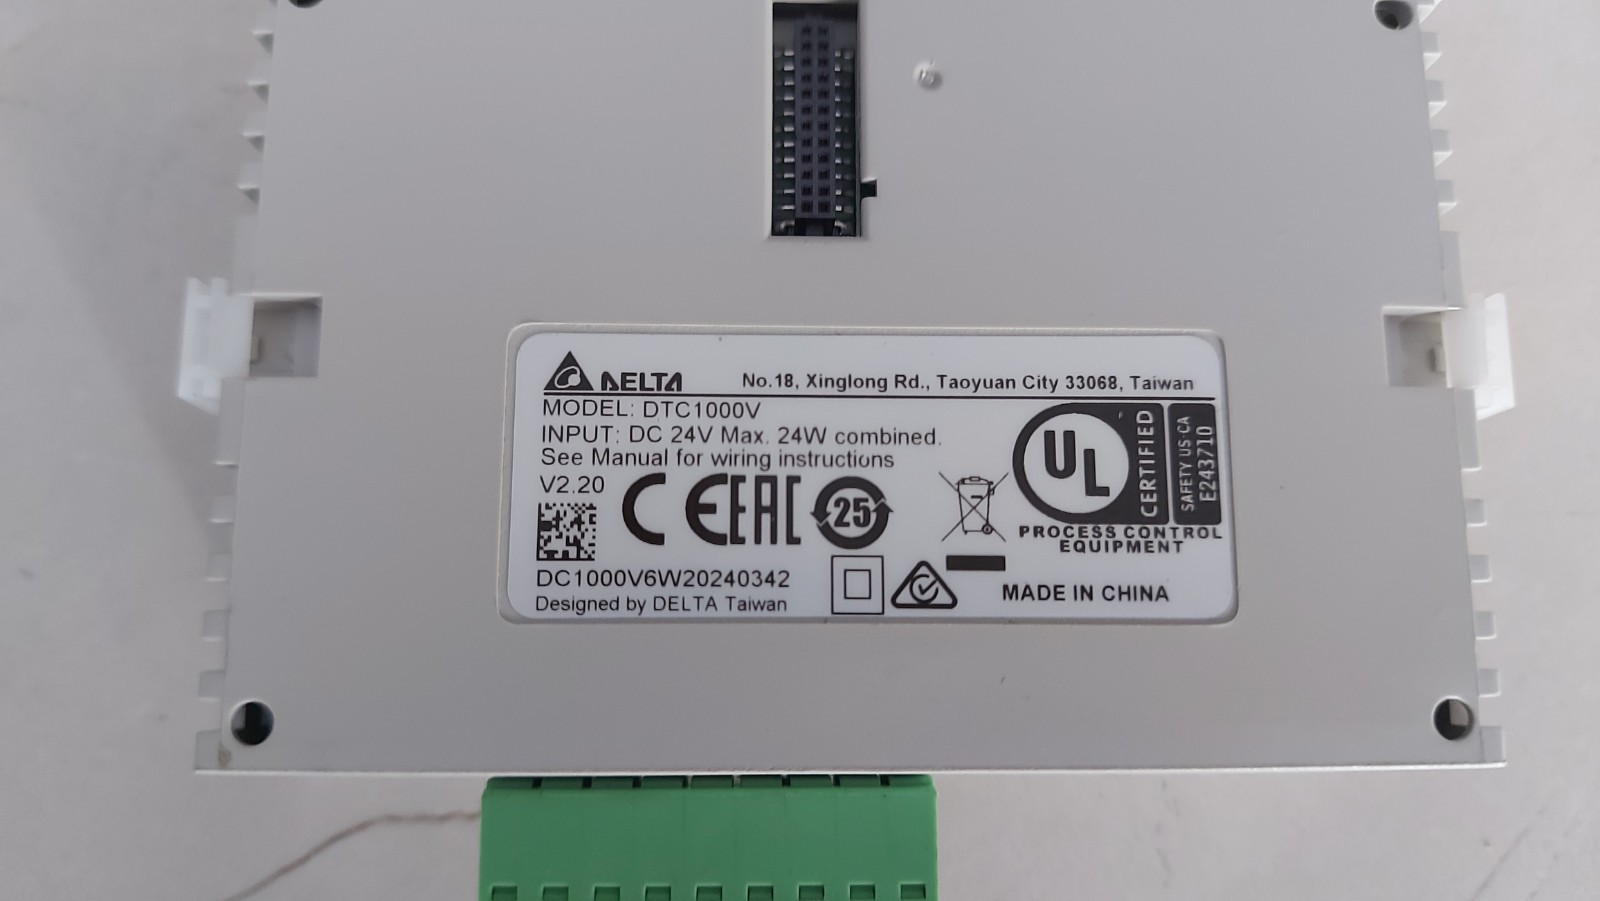 DELTA
No.18, Xinglong Rd., Taoyuan City 33068, Taiwan
MODEL: DTC1000V
INPUT: DC 24V Max. 24W combined.
See Manual for wiring instructions
V2.20
CE
EAC
25
UL
CERTIFIED
SAFETY US-CA
E243710
PROCESS CONTROL
EQUIPMENT
DC1000V6W20240342
Designed by DELTA Taiwan
MADE IN CHINA